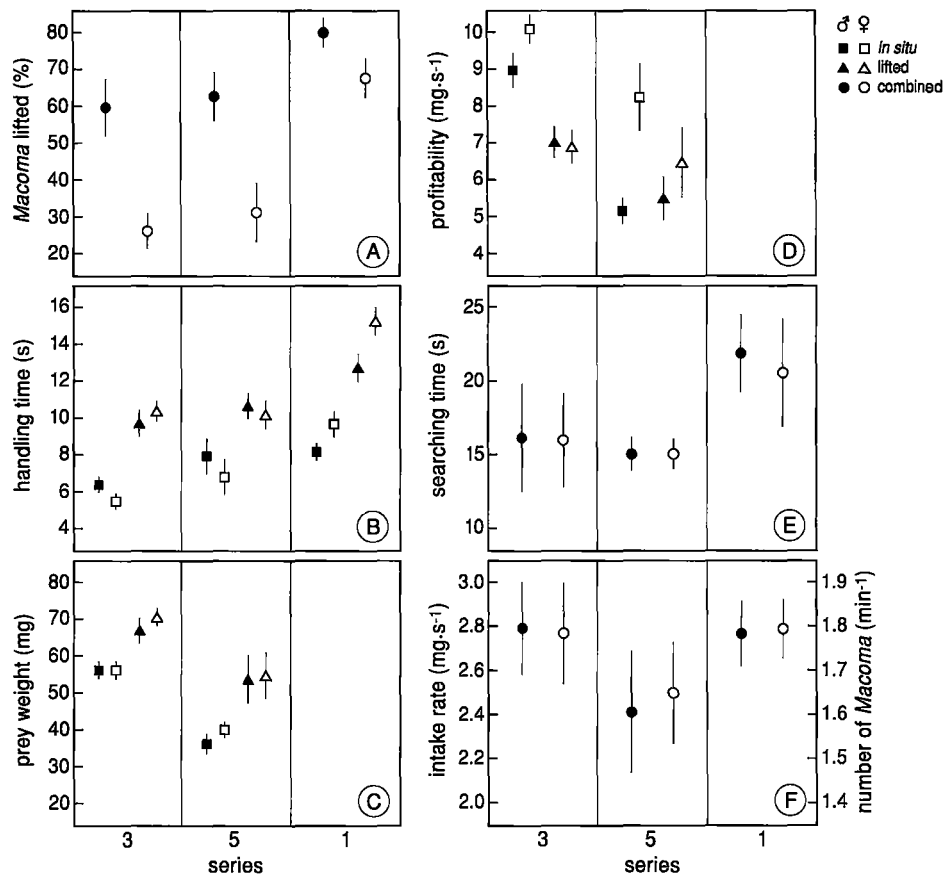 80
70
60
50
40
30
20
Macoma lifted (%)
A
16
14
12
10
8
6
4
handling time (s)
B
80
70
60
50
40
30
20
prey weight (mg)
C
3 5 1
series
10
9
8
7
6
5
4
profitability (mg·s-1)
D
25
20
15
10
searching time (s)
E
3.0
2.8
2.6
2.4
2.2
2.0
intake rate (mg·s-1)
1.9
1.8
1.7
1.6
1.5
1.4
number of Macoma (min-1)
F
3 5 1
series
♂ ♀
in situ
lifted
combined